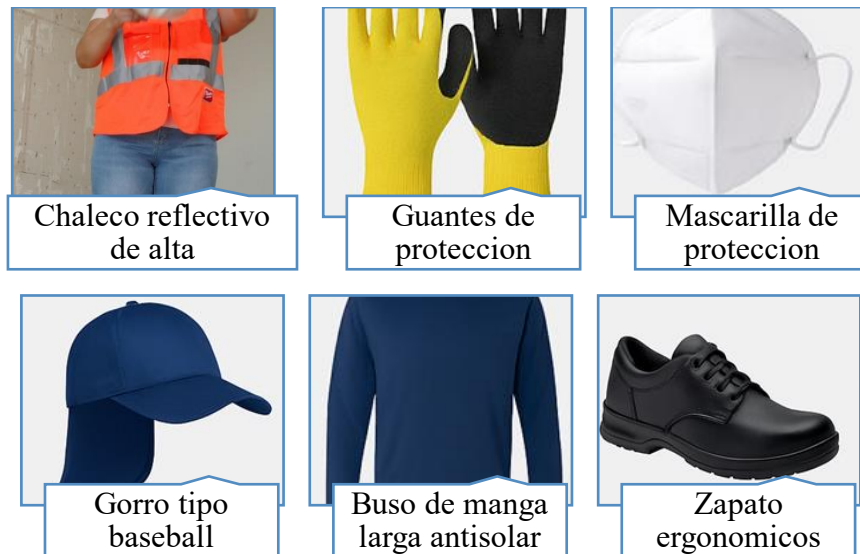 Chaleco reflectivo
de alta
Guantes de
proteccion
Mascarilla de
proteccion
Gorro tipo
baseball
Buso de manga
larga antisolar
Zapato
ergonomicos